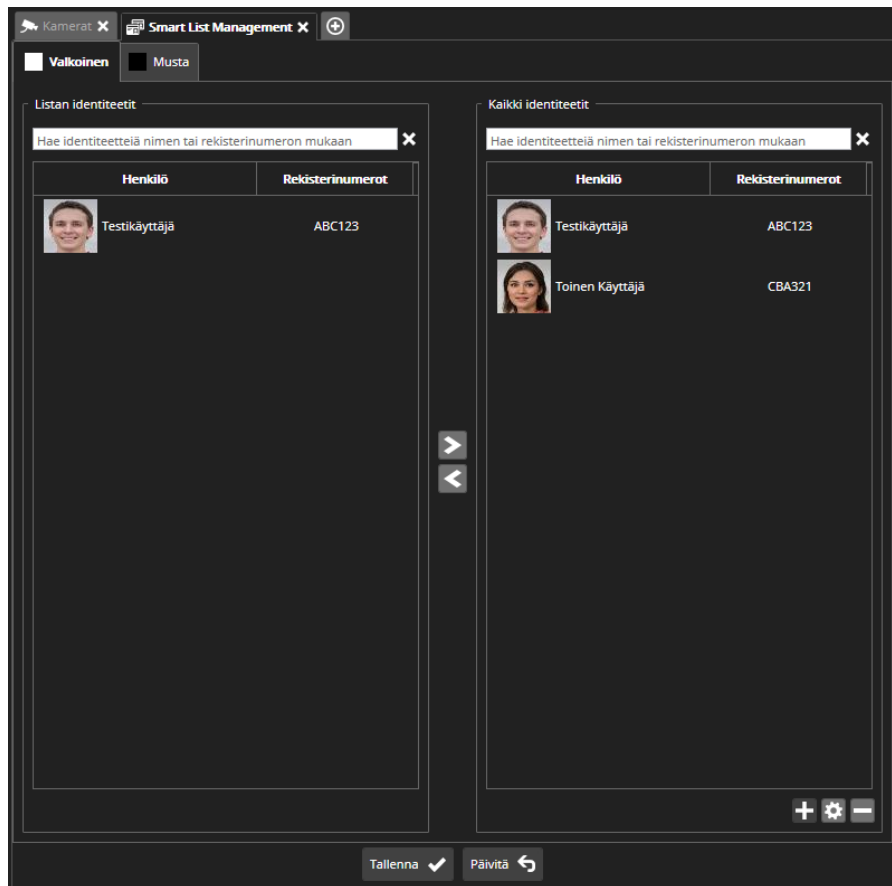 Kamerat Smart List Management
Valkoinen Musta
Listan identiteetit
Hae identiteetteiä nimen tai rekisterinumeron mukaan
Henkilö Rekisterinumerot
Testikäyttäjä ABC123
Kaikki identiteetit
Hae identiteetteiä nimen tai rekisterinumeron mukaan
Henkilö Rekisterinumerot
Testikäyttäjä ABC123
Toinen Käyttäjä CBA321
Tallenna Päivitä